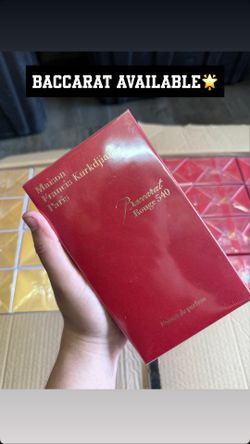 BACCARAT AVAILABLE🌟
Maison
Francis Kurkdjian
Paris
Baccarat
Rouge 540
Extrait de parfum